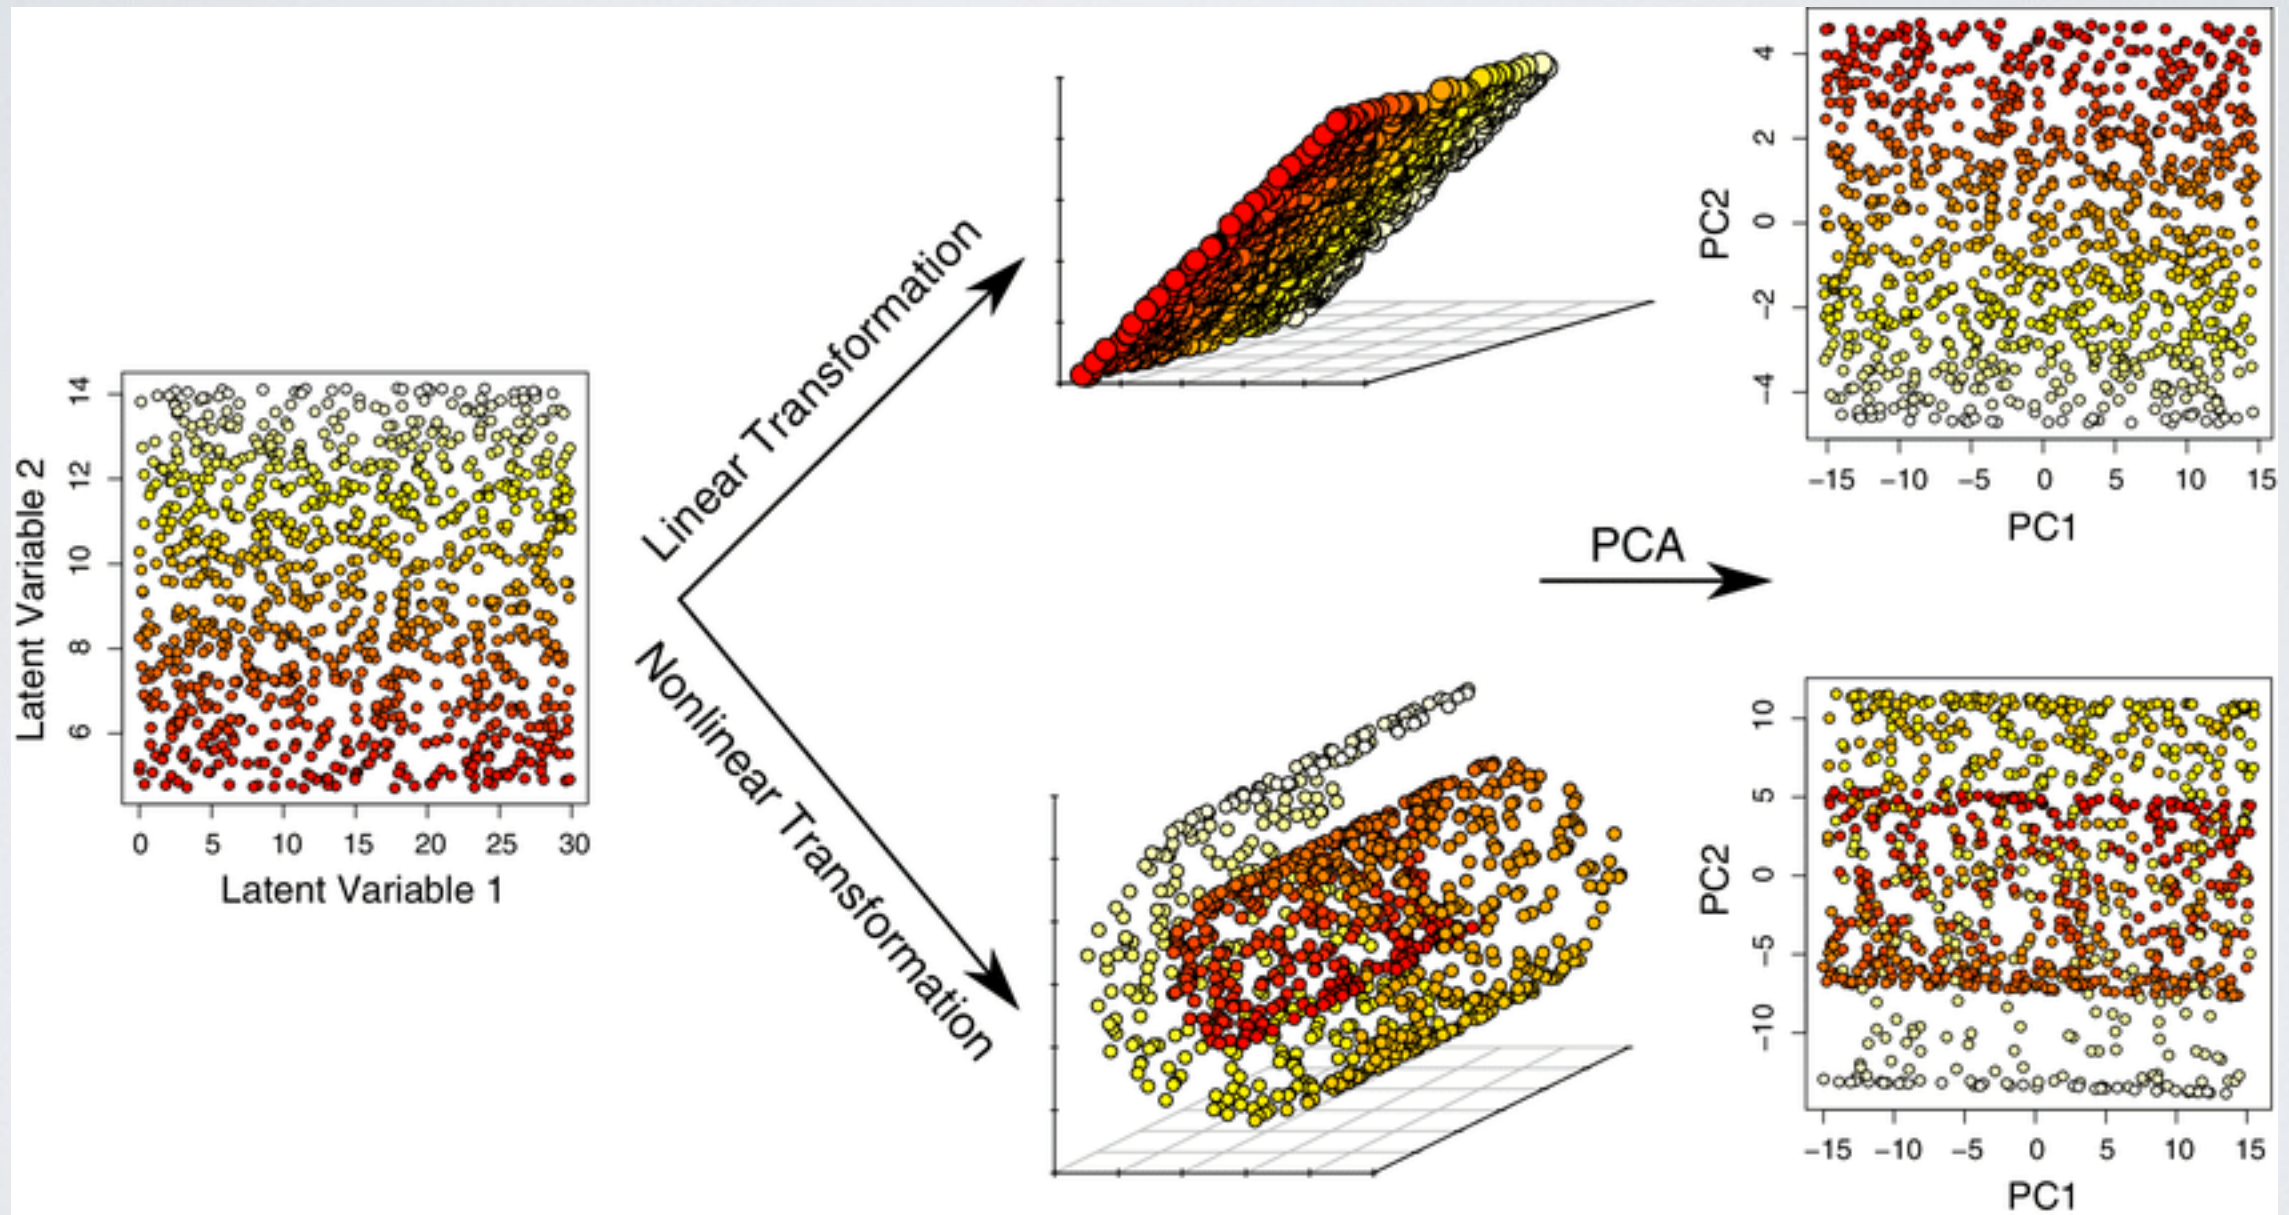 Latent Variable 2
14
12
10
8
6
0 5 10 15 20 25 30
Latent Variable 1
Linear Transformation
Nonlinear Transformation
PCA
PC2
4
2
0
−2
−4
−15 −10 −5 0 5 10 15
PC1
PC2
10
5
0
−5
−10
−15 −10 −5 0 5 10 15
PC1